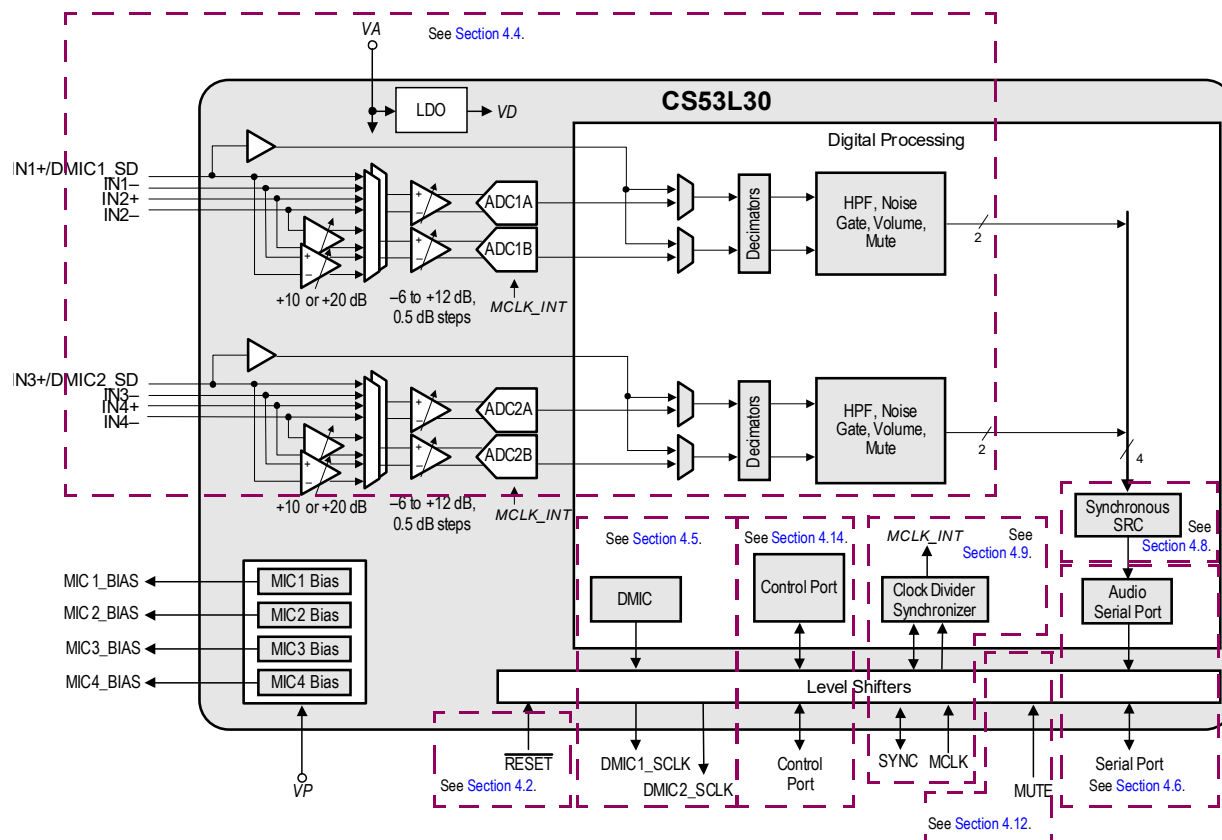 VA
See Section 4.4.
CS53L30
LDO
VD
Digital Processing
IN1+/DMIC1_SD
IN1–
IN2+
IN2–
+
–
+
–
+
–
ADC1A
ADC1B
Decimators
HPF, Noise
Gate, Volume,
Mute
2
+10 or +20 dB
–6 to +12 dB,
0.5 dB steps
MCLK_INT
IN3+/DMIC2_SD
IN3–
IN4+
IN4–
+
–
+
–
+
–
ADC2A
ADC2B
Decimators
HPF, Noise
Gate, Volume,
Mute
2
4
+10 or +20 dB
–6 to +12 dB,
0.5 dB steps
MCLK_INT
Synchronous
SRC
See
Section 4.8.
See Section 4.5.
See Section 4.14.
MCLK_INT
See
Section 4.9.
MIC1_BIAS
MIC1 Bias
MIC2_BIAS
MIC2 Bias
MIC3_BIAS
MIC3 Bias
MIC4_BIAS
MIC4 Bias
DMIC
Control Port
Clock Divider
Synchronizer
Audio
Serial Port
Level Shifters
VP
RESET
See Section 4.2.
DMIC1_SCLK
DMIC2_SCLK
Control
Port
SYNC
MCLK
MUTE
Serial Port
See Section 4.6.
See Section 4.12.